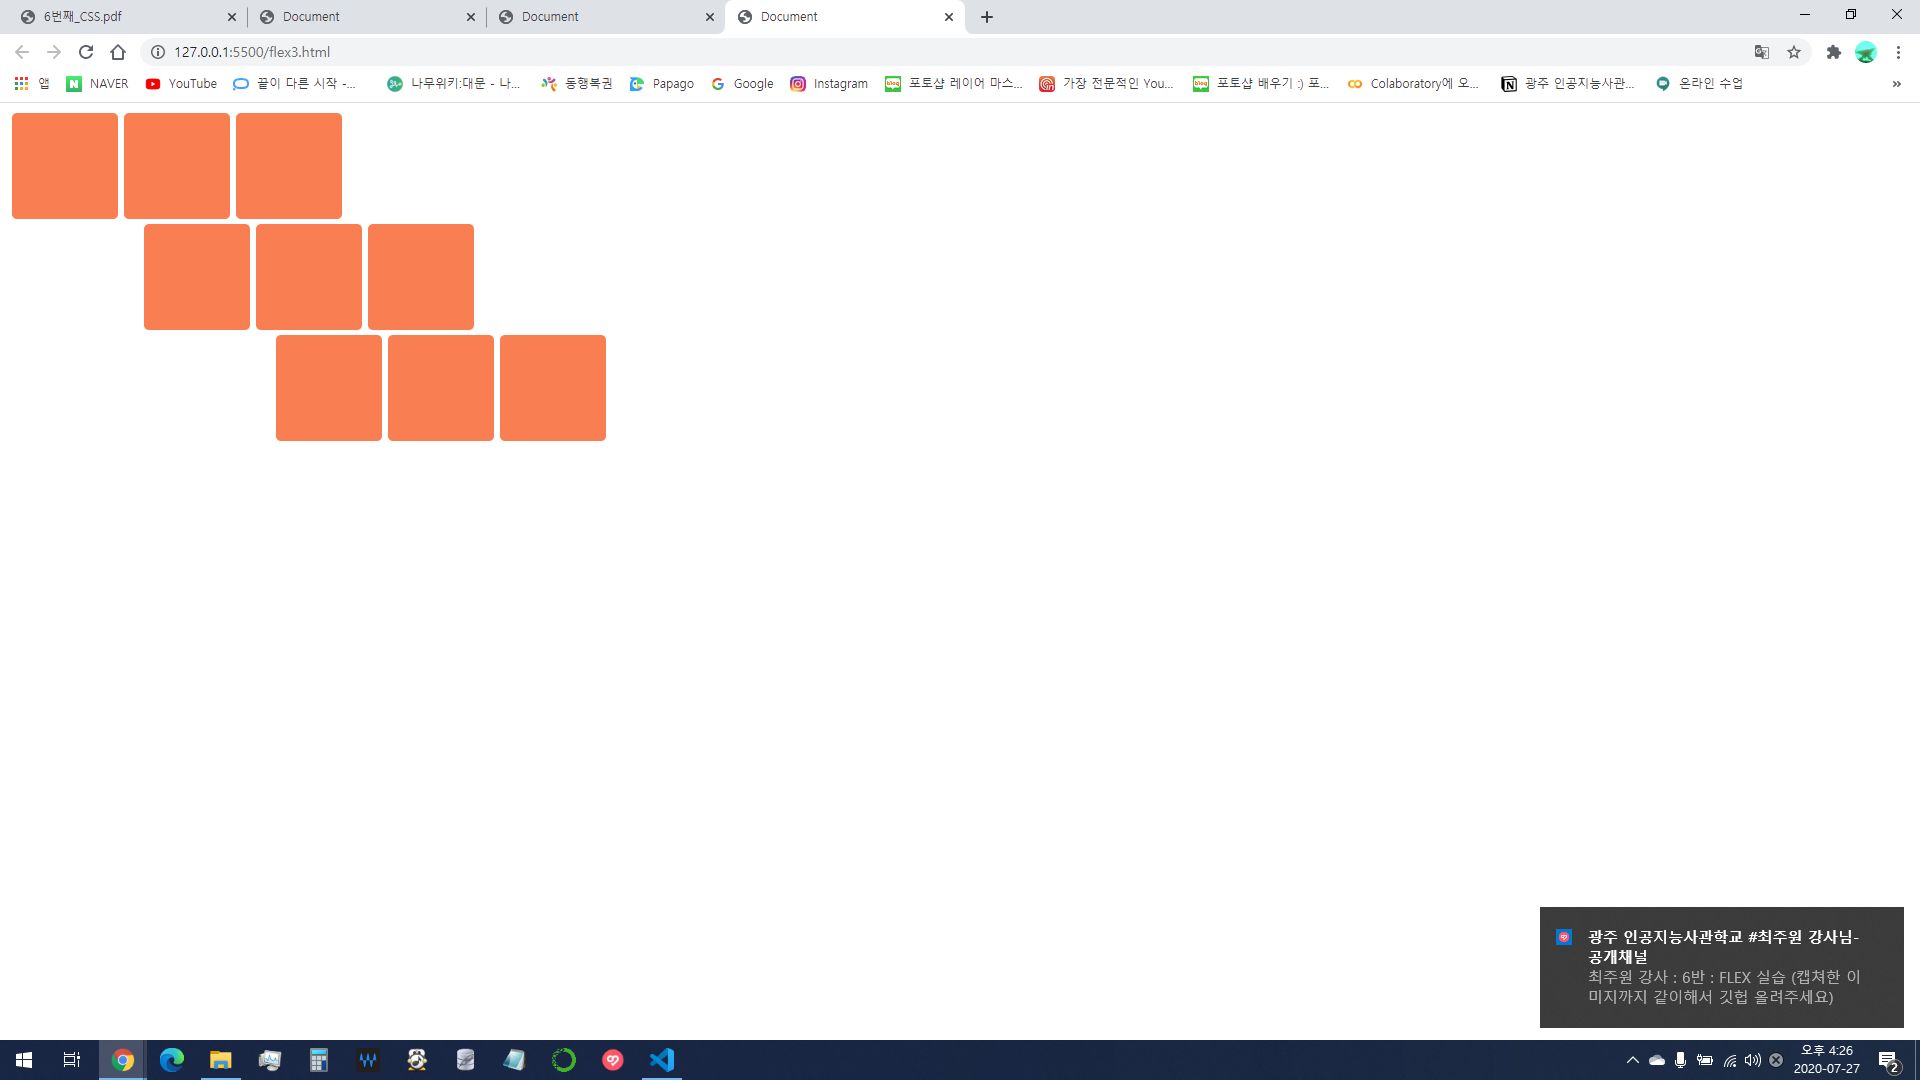 6번째_CSS.pdf
Document
Document
Document
127.0.0.1:5500/flex3.html
앱
NAVER
YouTube
끝이 다른 시작 -...
나무위키:대문 - 나...
동행복권
Papago
Google
Instagram
포토샵 레이어 마스...
가장 전문적인 You...
포토샵 배우기 :) 포...
Colaboratory에 오...
광주 인공지능사관...
온라인 수업
광주 인공지능사관학교 #최주원 강사님-
공개채널
최주원 강사 : 6반 : FLEX 실습 (캡쳐한 이
미지까지 같이해서 깃헙 올려주세요)
오후 4:26
2020-07-27
2